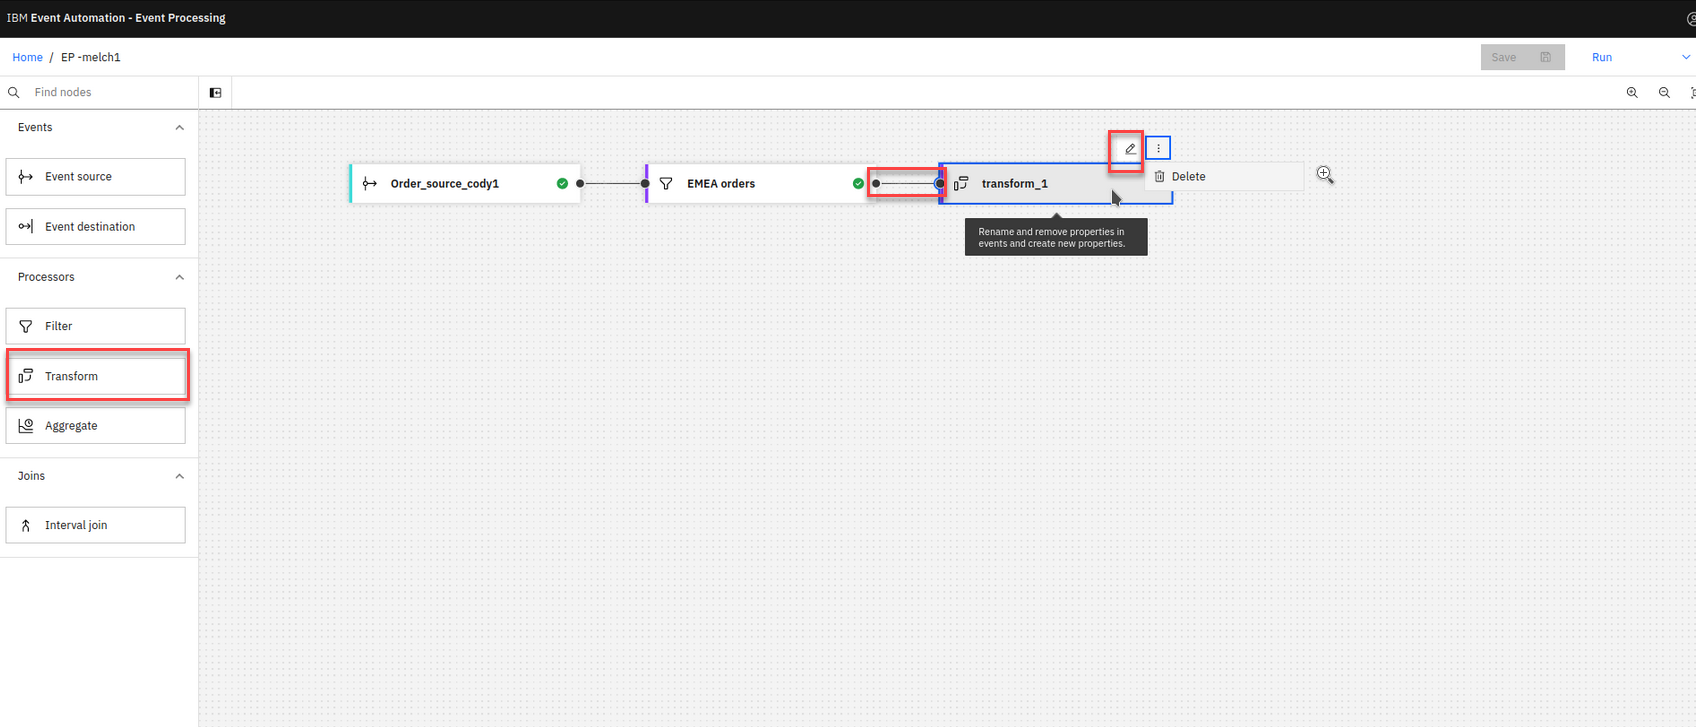 IBM Event Automation - Event Processing
Home / EP -melch1
Save
Run
Find nodes
Events
Event source
Event destination
Processors
Filter
Transform
Aggregate
Joins
Interval join
Order_source_cody1
EMEA orders
transform_1
Delete
Rename and remove properties in
events and create new properties.